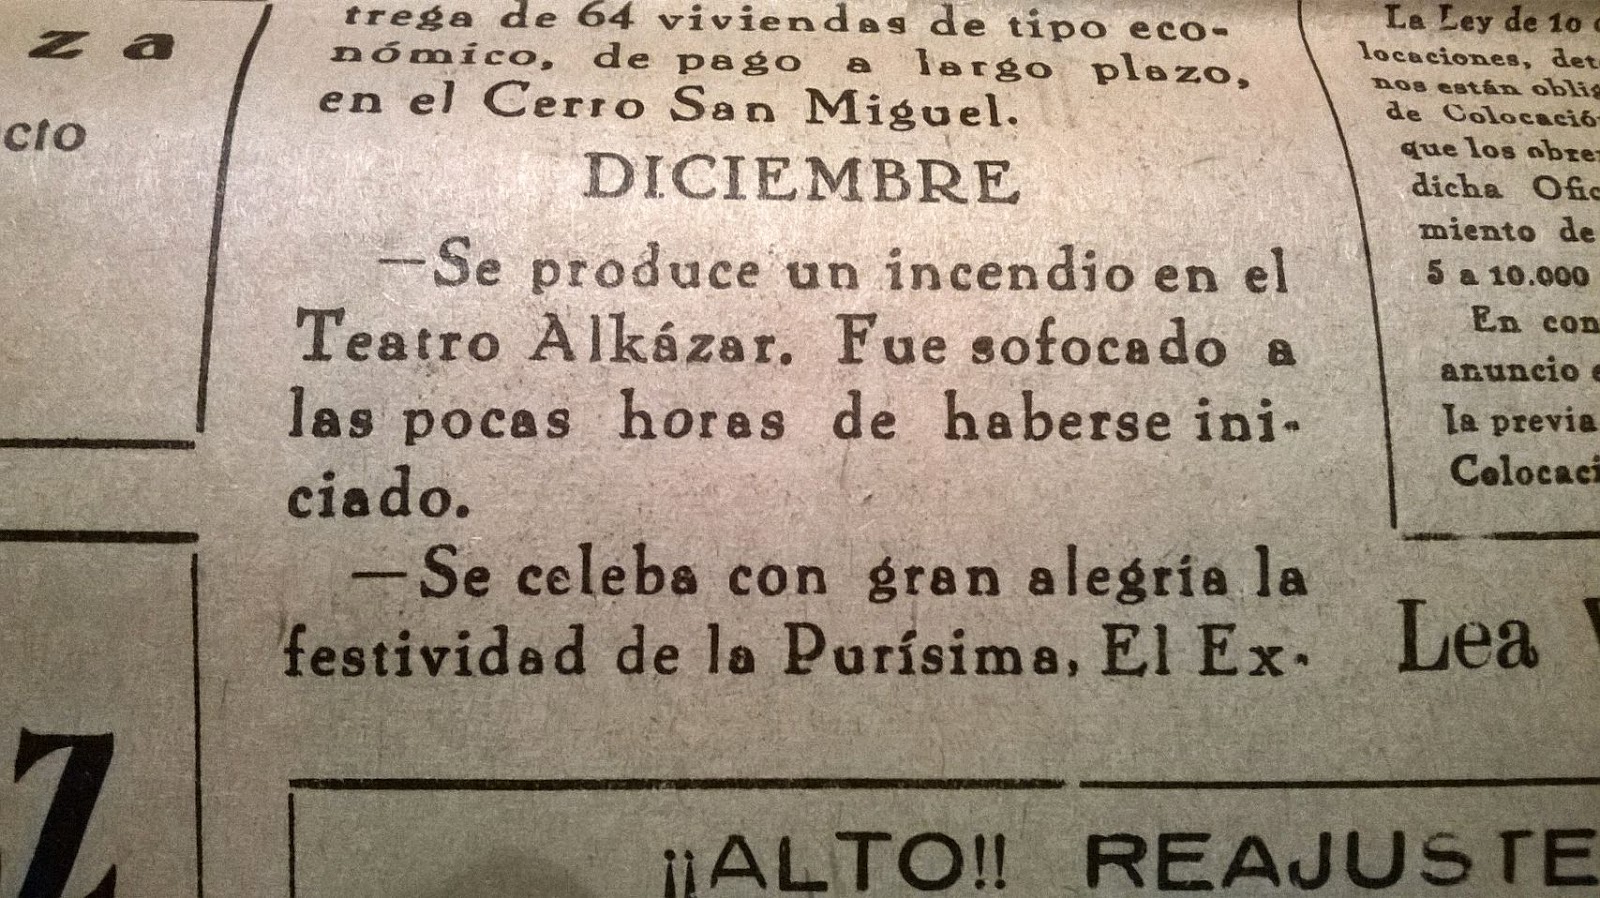 za
cto
Z
trega de 64 viviendas de tipo eco-
nómico, de pago a largo plazo,
en el Cerro San Miguel.
DICIEMBRE
—Se produce un incendio en el
Teatro Alkázar. Fue sofocado a
las pocas horas de haberse ini-
ciado.
—Se celeba con gran alegría la
festividad de la Purísima, El Ex-
La Ley de 10
locaciones, det
nos están oblig
de Colocació
que los obre
dicha Ofic
miento de
5 a 10.000
En con
anuncio e
la previa
Colocaci
Lea
¡¡ALTO!! REAJUSTE